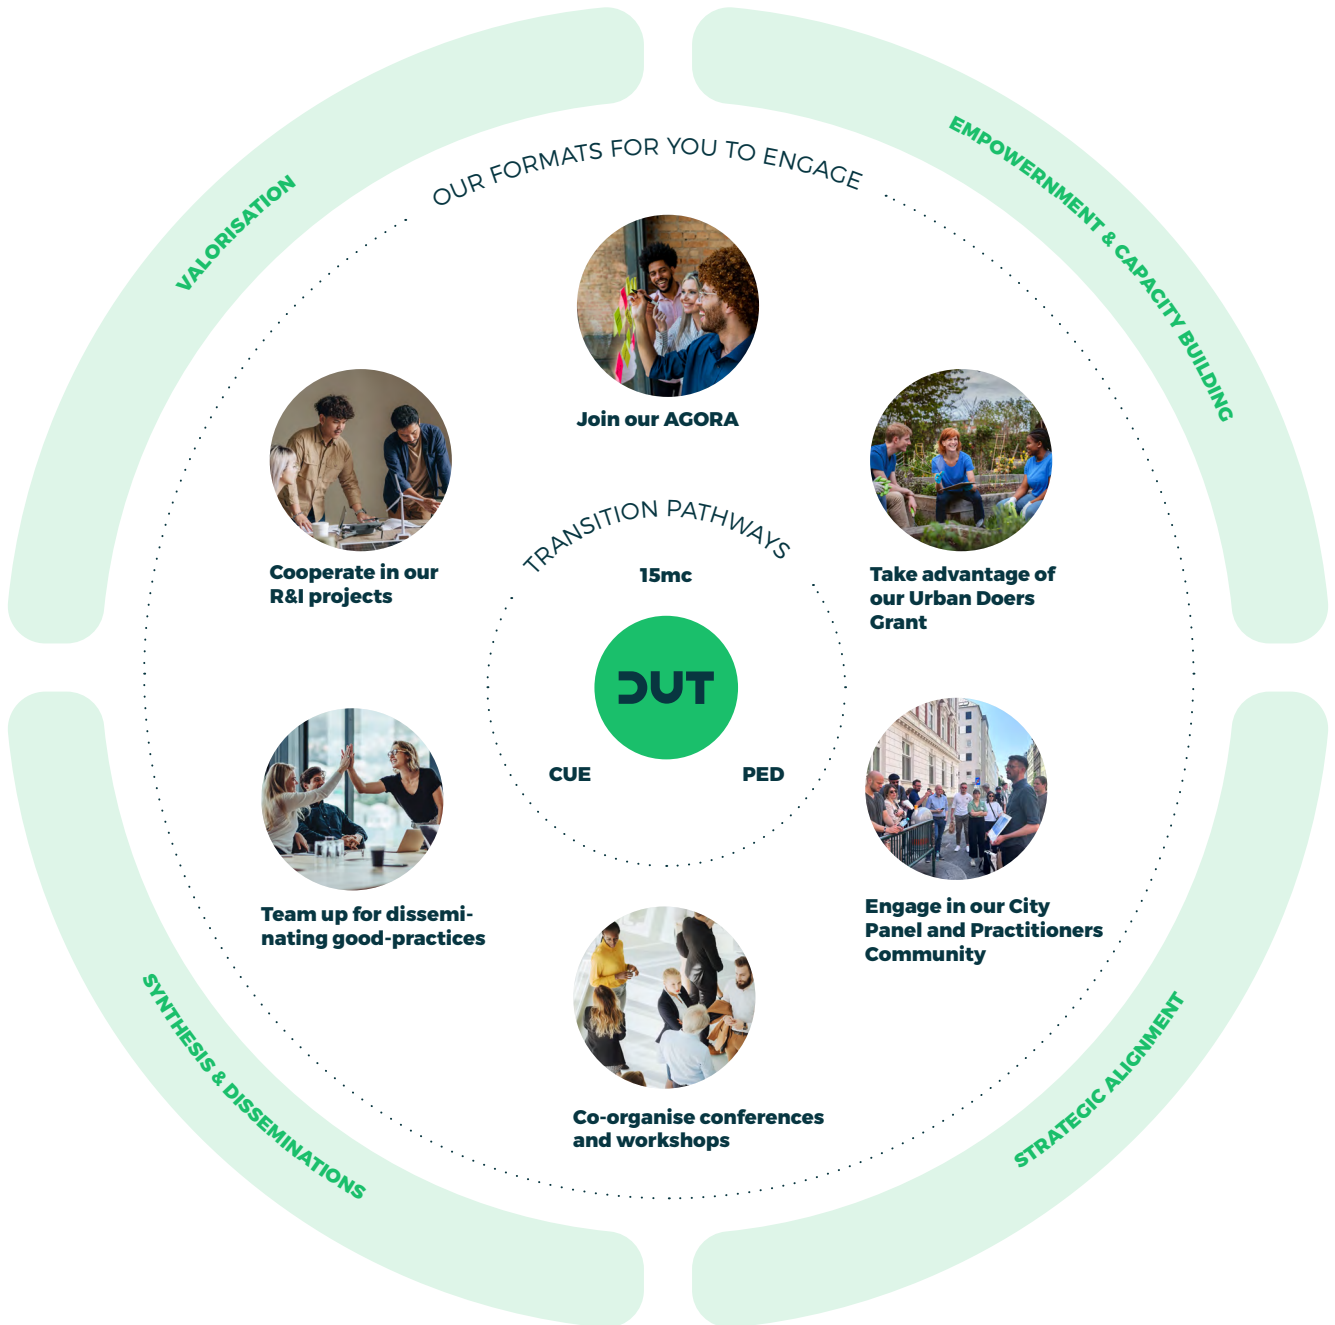 VALORISATION
EMPOWERNMENT & CAPACITY BUILDING
OUR FORMATS FOR YOU TO ENGAGE
Join our AGORA
Cooperate in our
R&I projects
Take advantage of
our Urban Doers
Grant
TRANSITION PATHWAYS
15mc
DUT
CUE
PED
Team up for dissemi-
nating good-practices
Engage in our City
Panel and Practitioners
Community
Co-organise conferences
and workshops
SYNTHESIS & DISSEMINATIONS
STRATEGIC ALIGNMENT